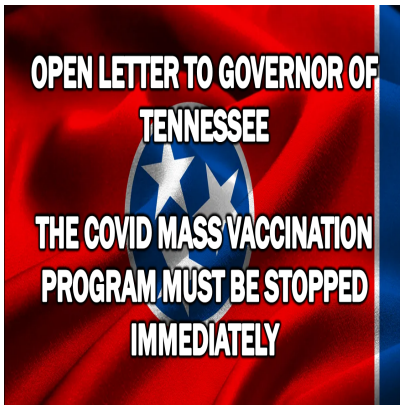 OPEN LETTER TO GOVERNOR OF
TENNESSEE
THE COVID MASS VACCINATION
PROGRAM MUST BE STOPPED
IMMEDIATELY